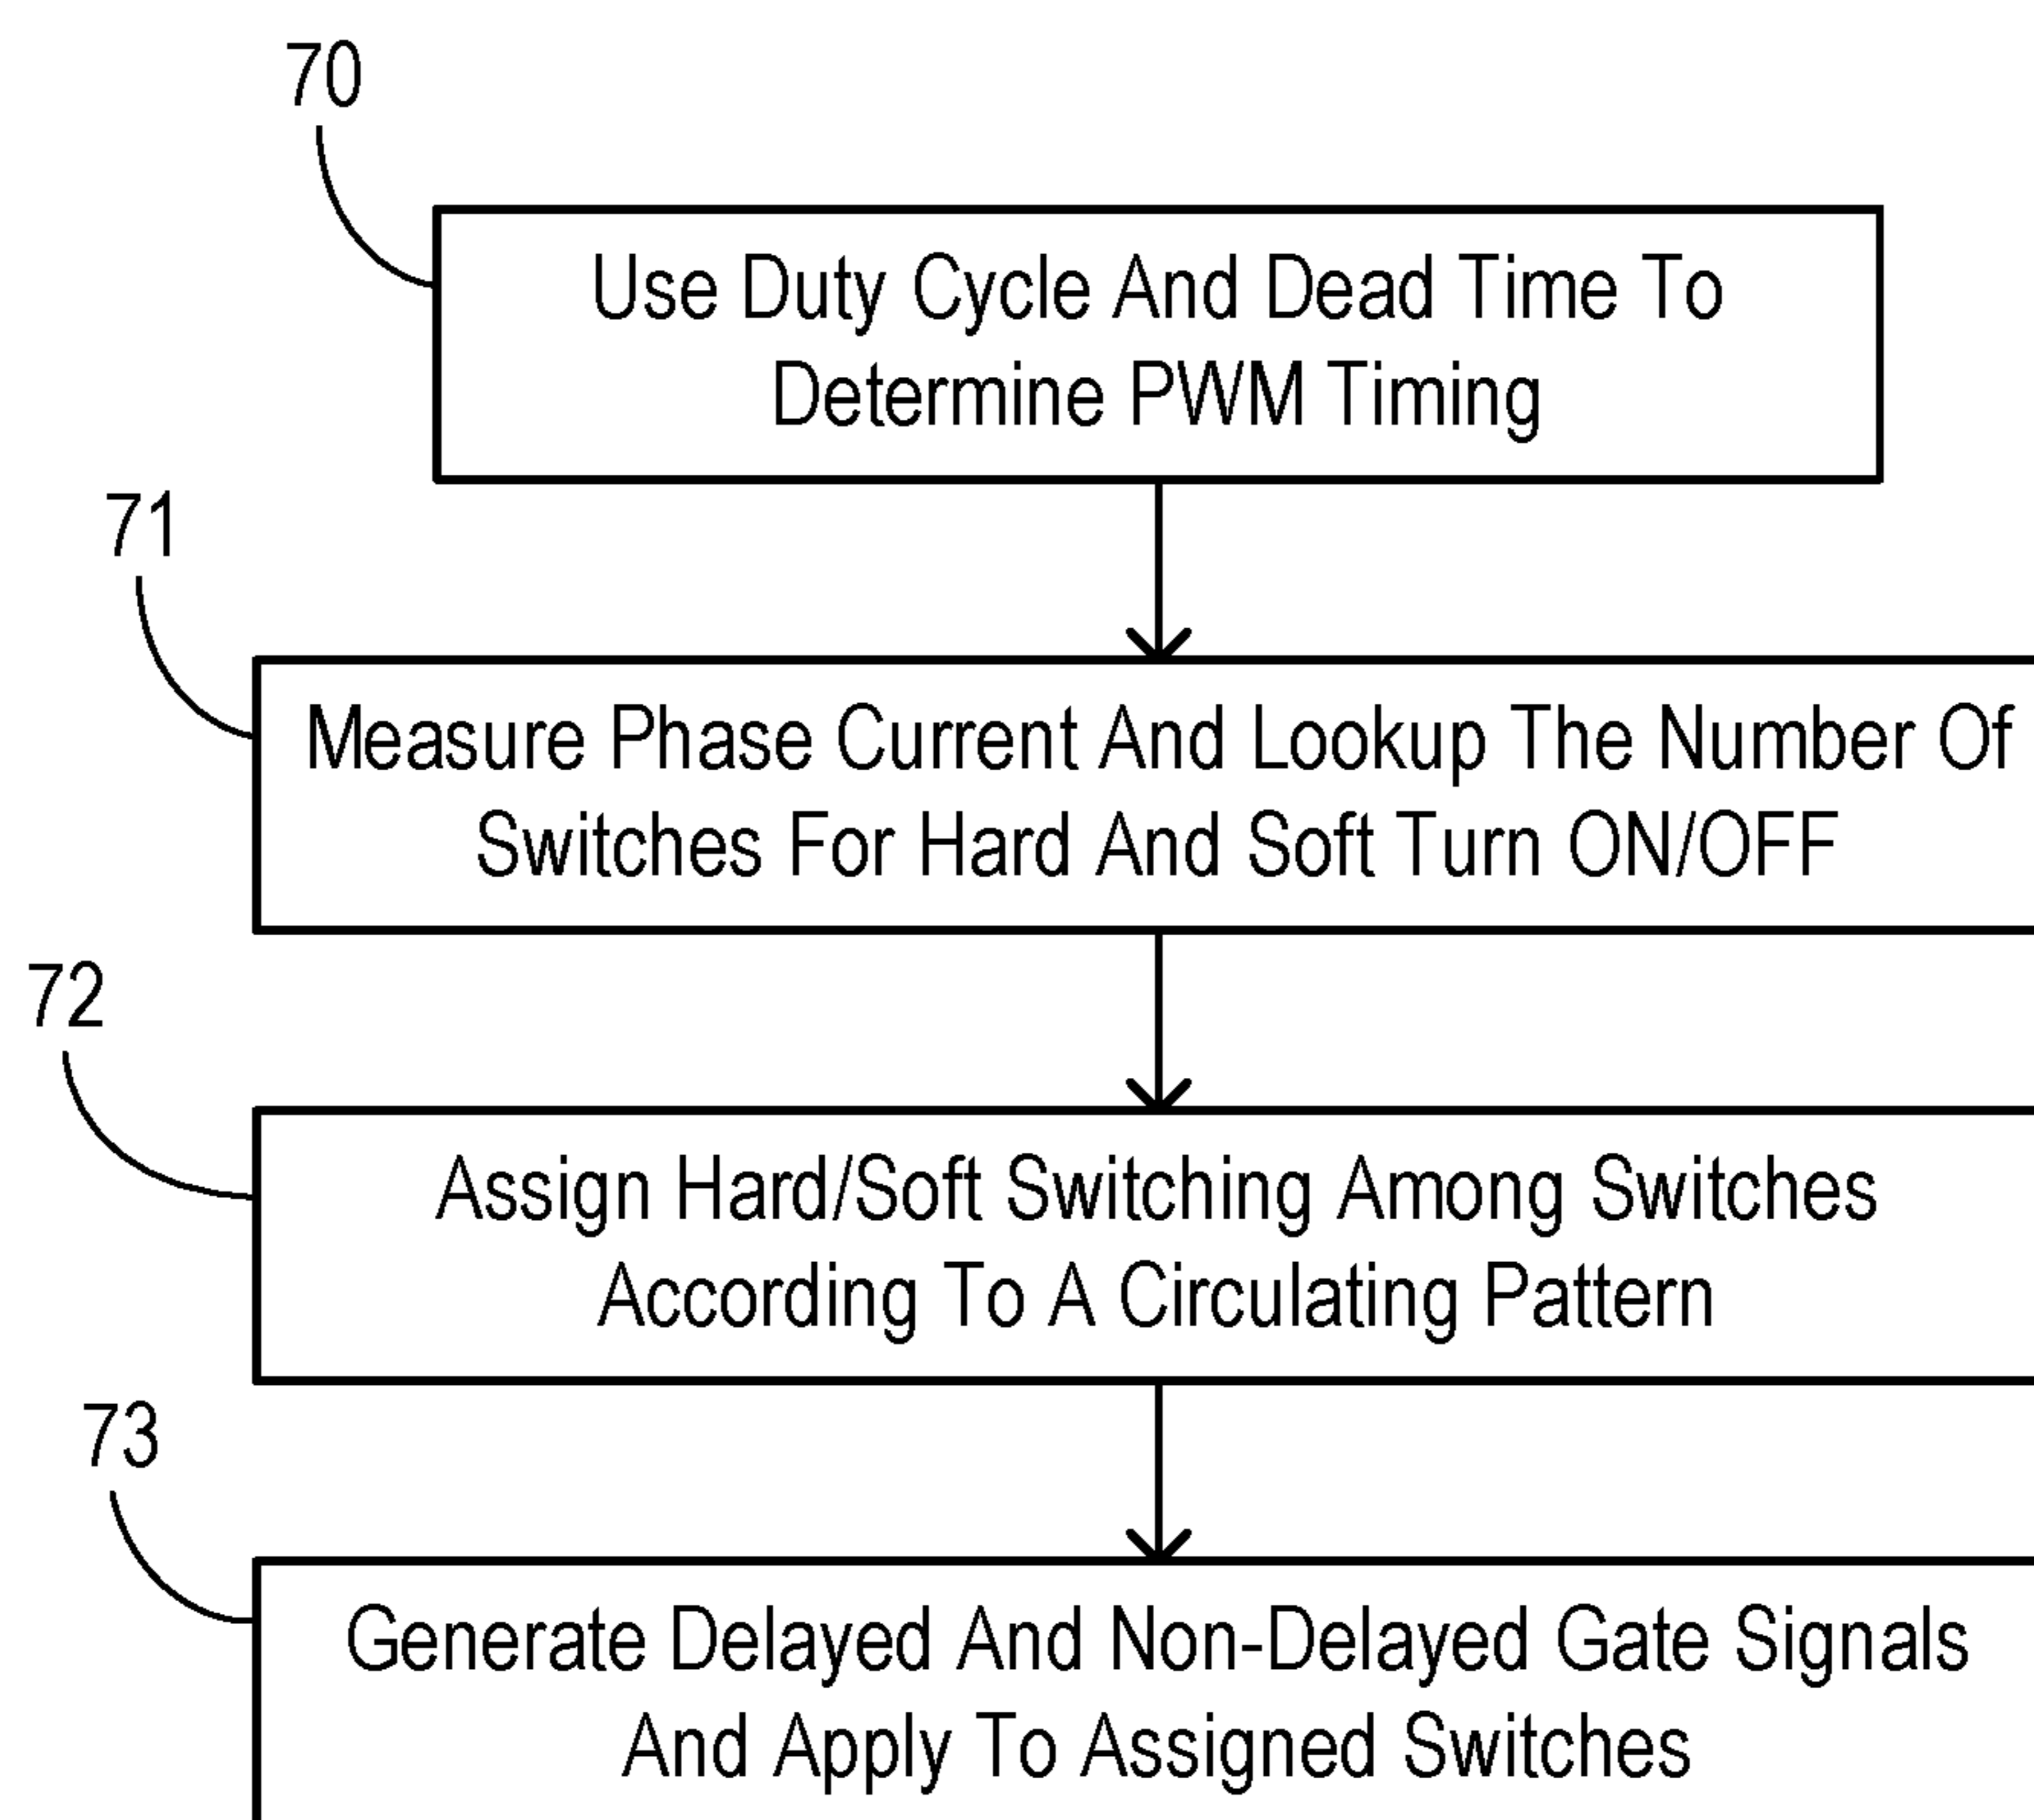 70
Use Duty Cycle And Dead Time To
Determine PWM Timing
71
Measure Phase Current And Lookup The Number Of
Switches For Hard And Soft Turn ON/OFF
72
Assign Hard/Soft Switching Among Switches
According To A Circulating Pattern
73
Generate Delayed And Non-Delayed Gate Signals
And Apply To Assigned Switches